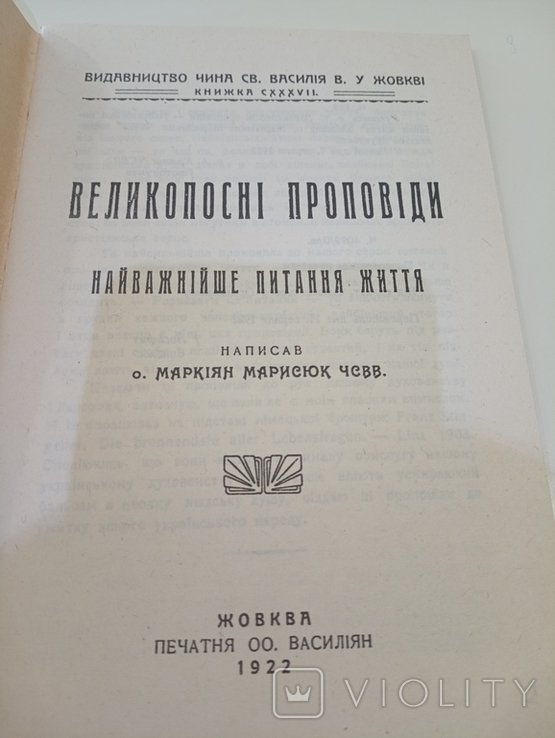 ВИДАВНИЦТВО ЧИНА СВ. ВАСИЛІЯ В. У ЖОВКВІ
КНИЖКА CXXXVII.
ВЕЛИКОПОСНІ ПРОПОВІДИ
НАЙВАЖНІЙШЕ ПИТАННЯ ЖИТТЯ
НАПИСАВ
о. МАРКІЯН МАРИСЮК ЧСВВ.
ЖОВКВА
ПЕЧАТНЯ ОО. ВАСИЛІЯН
1922
VIOLITY